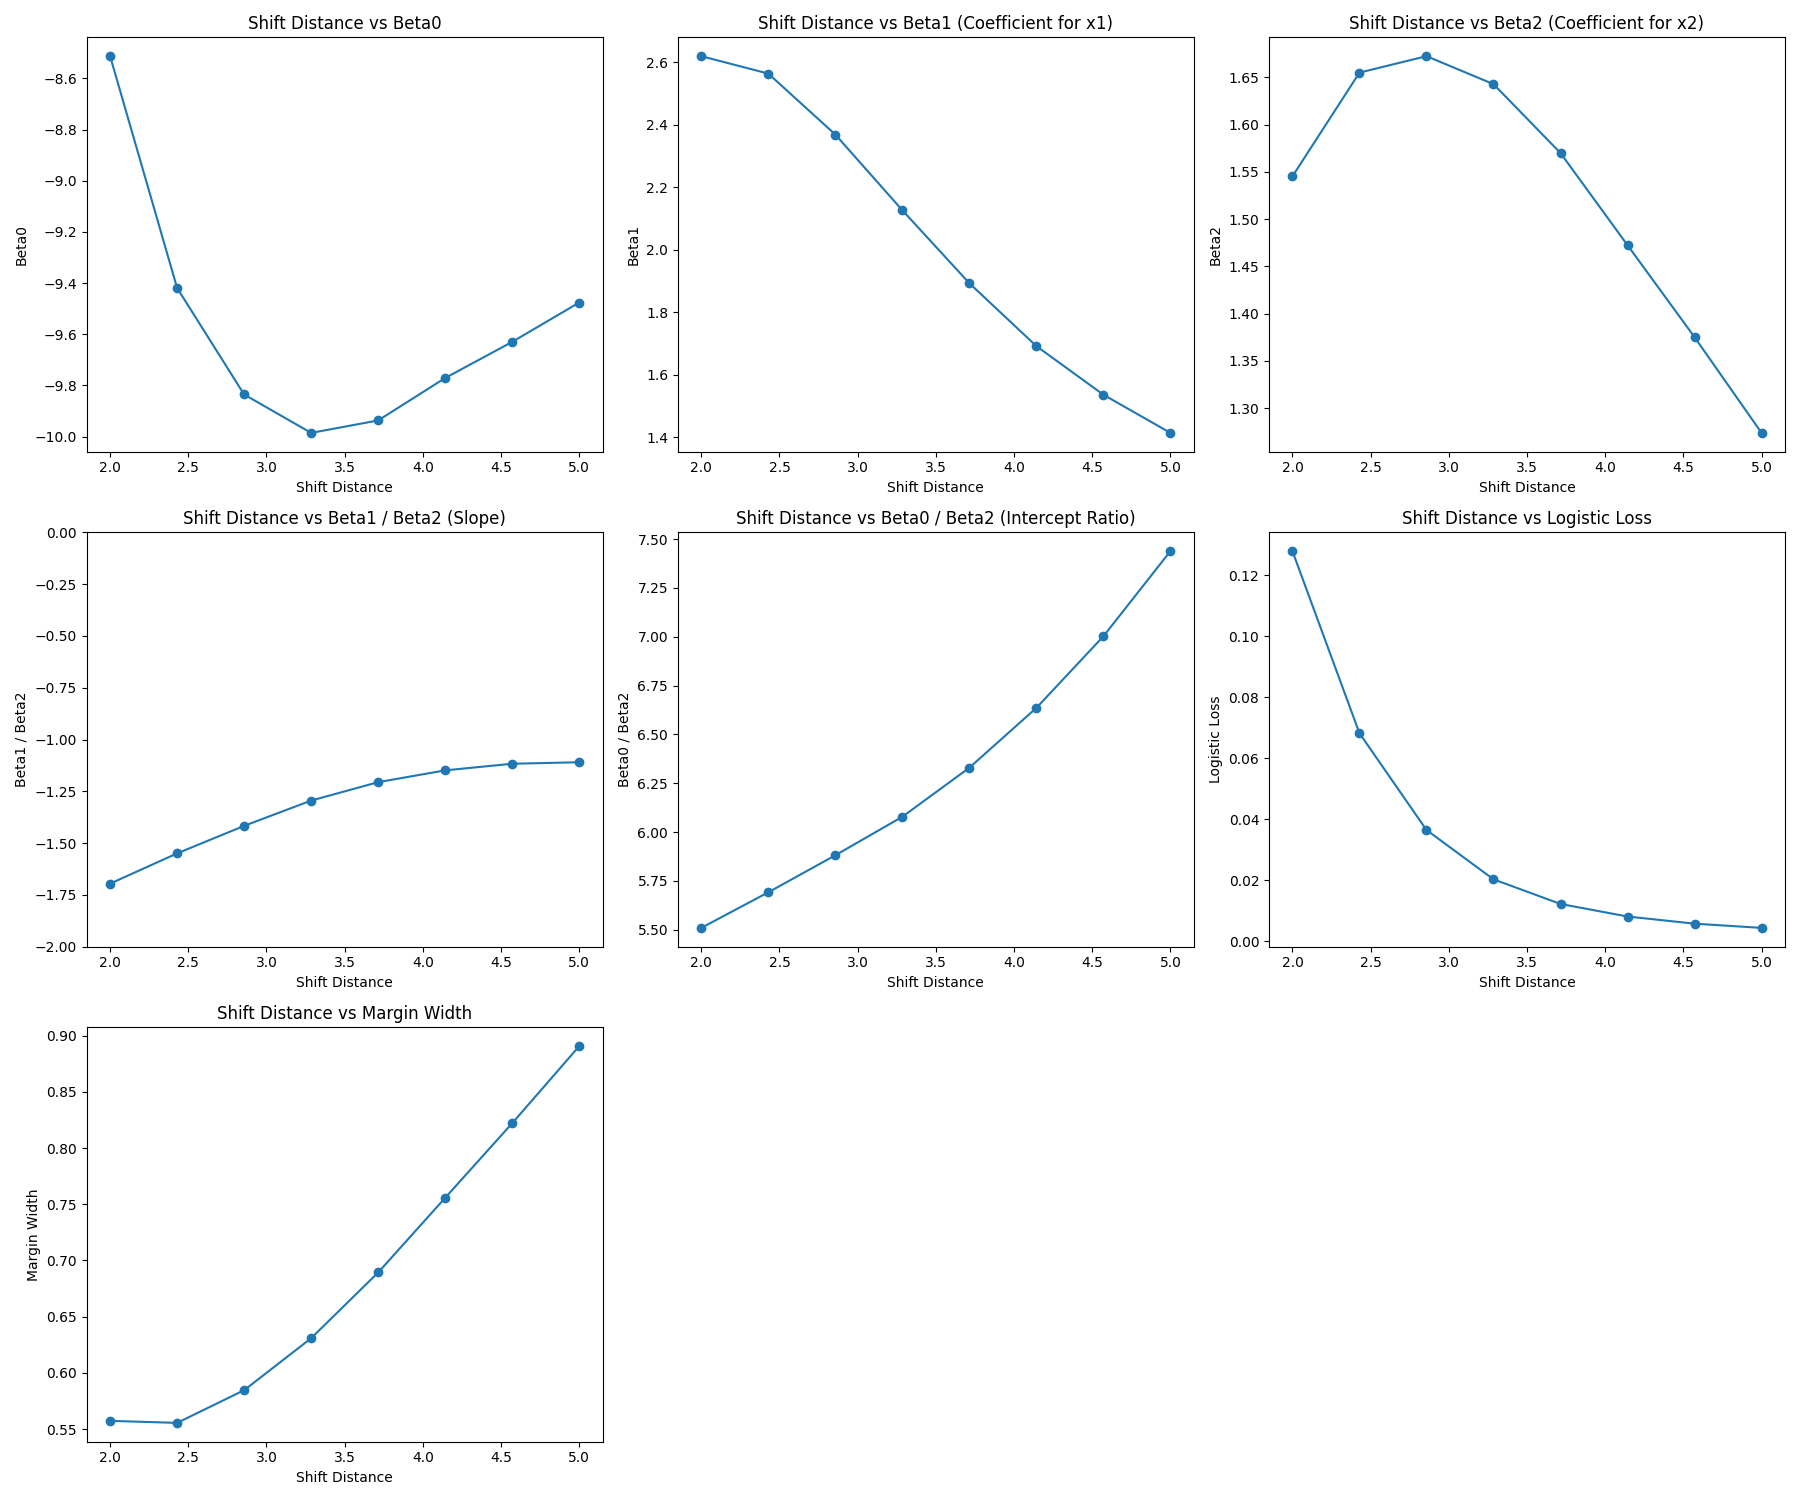 Shift Distance vs Beta0
Beta0
−8.6
−8.8
−9.0
−9.2
−9.4
−9.6
−9.8
−10.0
2.0 2.5 3.0 3.5 4.0 4.5 5.0
Shift Distance
Shift Distance vs Beta1 (Coefficient for x1)
Beta1
2.6
2.4
2.2
2.0
1.8
1.6
1.4
2.0 2.5 3.0 3.5 4.0 4.5 5.0
Shift Distance
Shift Distance vs Beta2 (Coefficient for x2)
Beta2
1.65
1.60
1.55
1.50
1.45
1.40
1.35
1.30
2.0 2.5 3.0 3.5 4.0 4.5 5.0
Shift Distance
Shift Distance vs Beta1 / Beta2 (Slope)
Beta1 / Beta2
0.00
−0.25
−0.50
−0.75
−1.00
−1.25
−1.50
−1.75
−2.00
2.0 2.5 3.0 3.5 4.0 4.5 5.0
Shift Distance
Shift Distance vs Beta0 / Beta2 (Intercept Ratio)
Beta0 / Beta2
7.50
7.25
7.00
6.75
6.50
6.25
6.00
5.75
5.50
2.0 2.5 3.0 3.5 4.0 4.5 5.0
Shift Distance
Shift Distance vs Logistic Loss
Logistic Loss
0.12
0.10
0.08
0.06
0.04
0.02
0.00
2.0 2.5 3.0 3.5 4.0 4.5 5.0
Shift Distance
Shift Distance vs Margin Width
Margin Width
0.90
0.85
0.80
0.75
0.70
0.65
0.60
0.55
2.0 2.5 3.0 3.5 4.0 4.5 5.0
Shift Distance